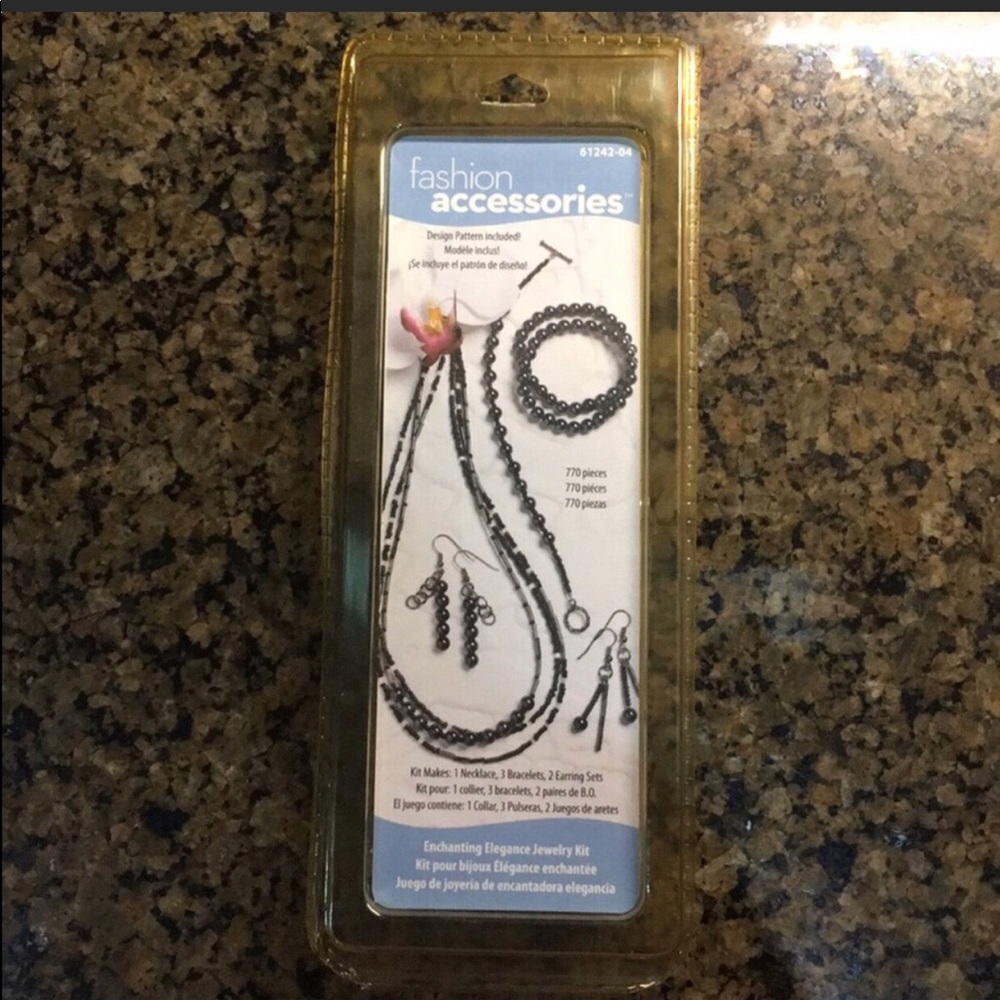 61242-04
fashion
accessories™
Design Pattern included!
Modèle inclus!
¡Se incluye el patrón de diseño!
770 pieces
770 piéces
770 piezas
Kit Makes: 1 Necklace, 3 Bracelets, 2 Earring Sets
Kit pour: 1 collier, 3 bracelets, 2 paires de B.O.
El juego contiene: 1 Collar, 3 Pulseras, 2 Juegos de aretes
Enchanting Elegance Jewelry Kit
Kit pour bijoux Élégance enchantée
Juego de joyería de encantadora elegancia